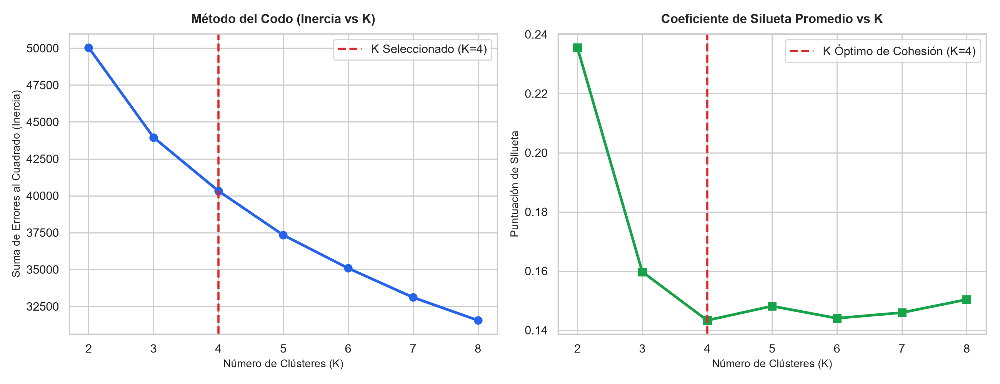 Método del Codo (Inercia vs K)
K Seleccionado (K=4)
Suma de Errores al Cuadrado (Inercia)
50000
47500
45000
42500
40000
37500
35000
32500
2 3 4 5 6 7 8
Número de Clústeres (K)
Coeficiente de Silueta Promedio vs K
K Óptimo de Cohesión (K=4)
Puntuación de Silueta
0.24
0.22
0.20
0.18
0.16
0.14
2 3 4 5 6 7 8
Número de Clústeres (K)